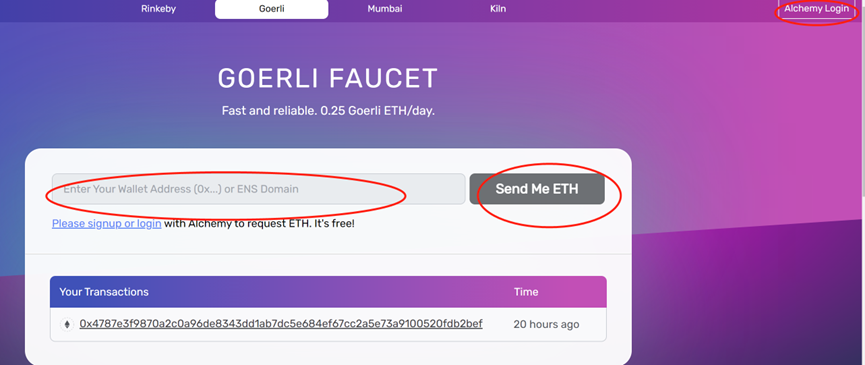 Rinkeby Goerli Mumbai Kiln Alchemy Login
GOERLI FAUCET
Fast and reliable. 0.25 Goerli ETH/day.
Enter Your Wallet Address (0x...) or ENS Domain Send Me ETH
Please signup or login with Alchemy to request ETH. It's free!
Your Transactions Time
0x4787e3f9870a2c0a96de8343dd1ab7dc5e684ef67cc2a5e73a9100520fdb2bef 20 hours ago